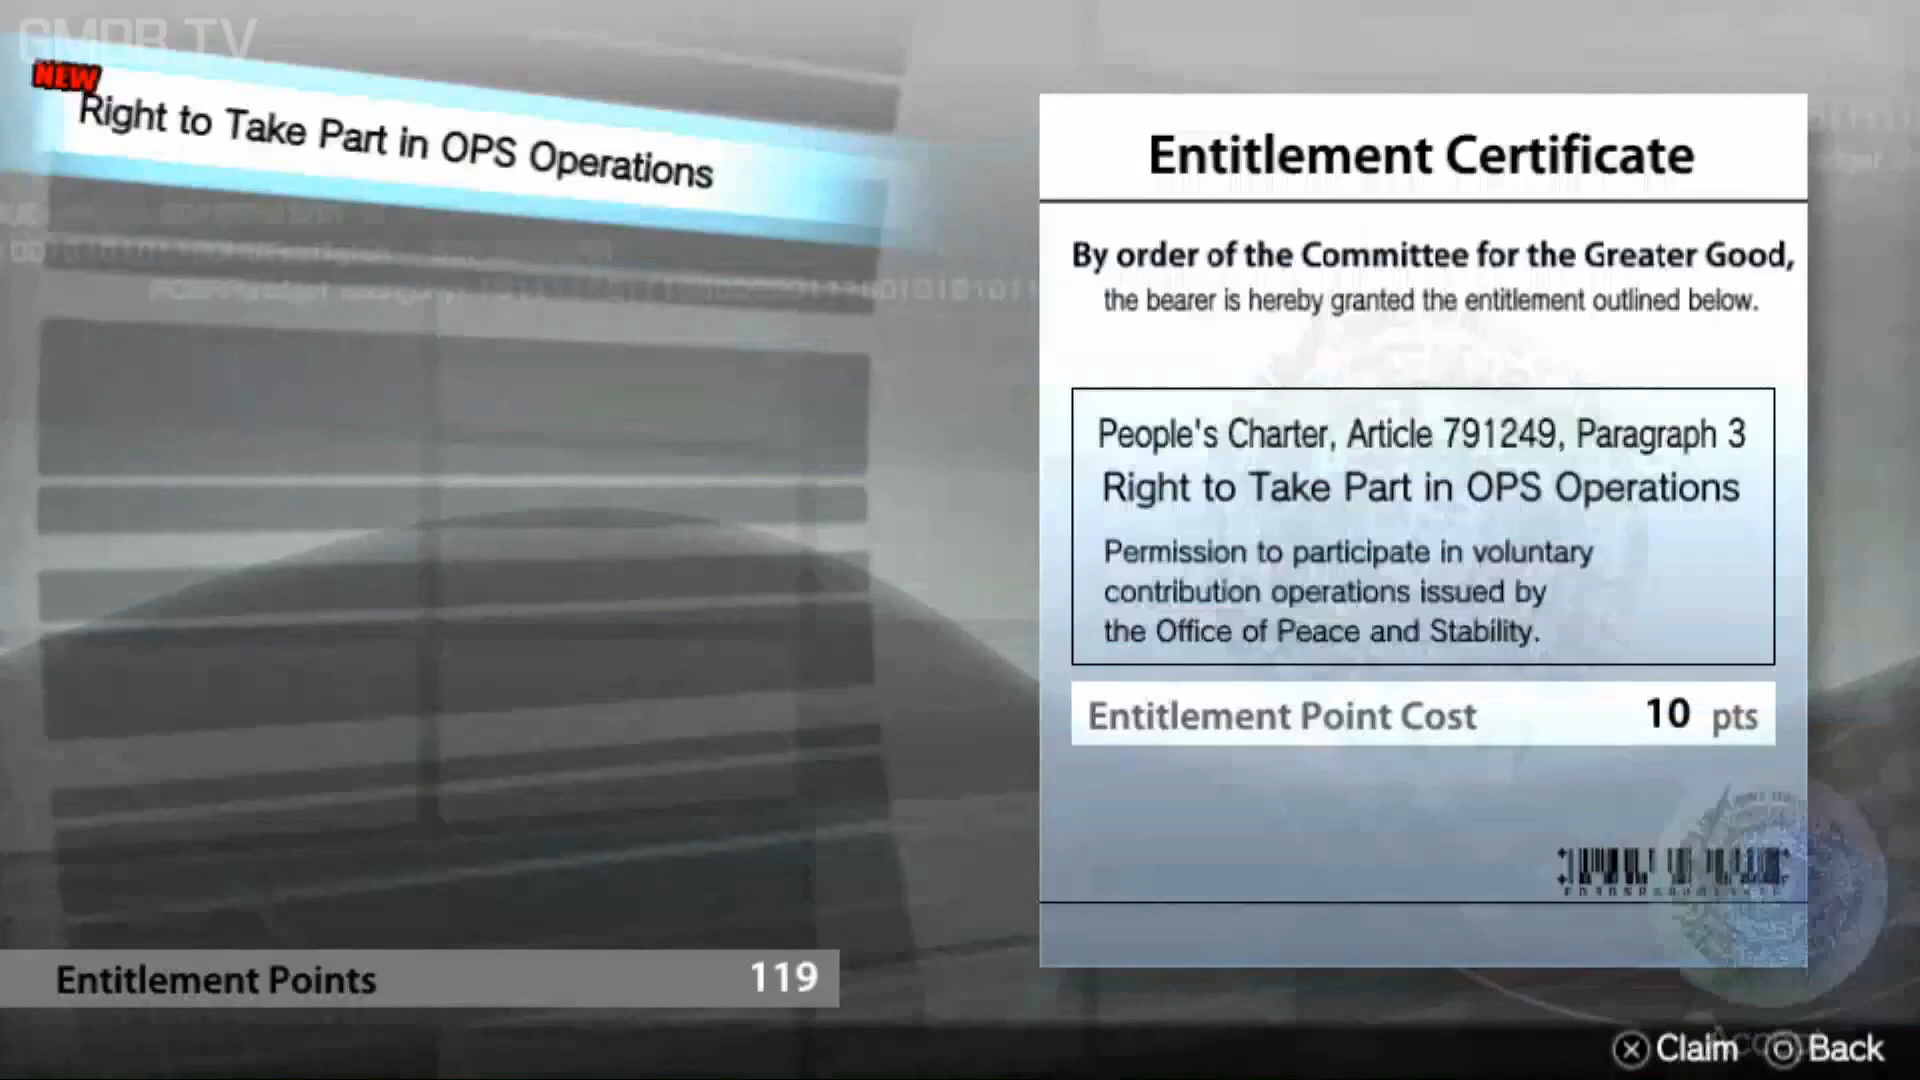 GMDB.TV
NEW
Right to Take Part in OPS Operations
Entitlement Certificate
By order of the Committee for the Greater Good,
the bearer is hereby granted the entitlement outlined below.
People's Charter, Article 791249, Paragraph 3
Right to Take Part in OPS Operations
Permission to participate in voluntary
contribution operations issued by
the Office of Peace and Stability.
Entitlement Point Cost 10 pts
Entitlement Points 119
Claim Back